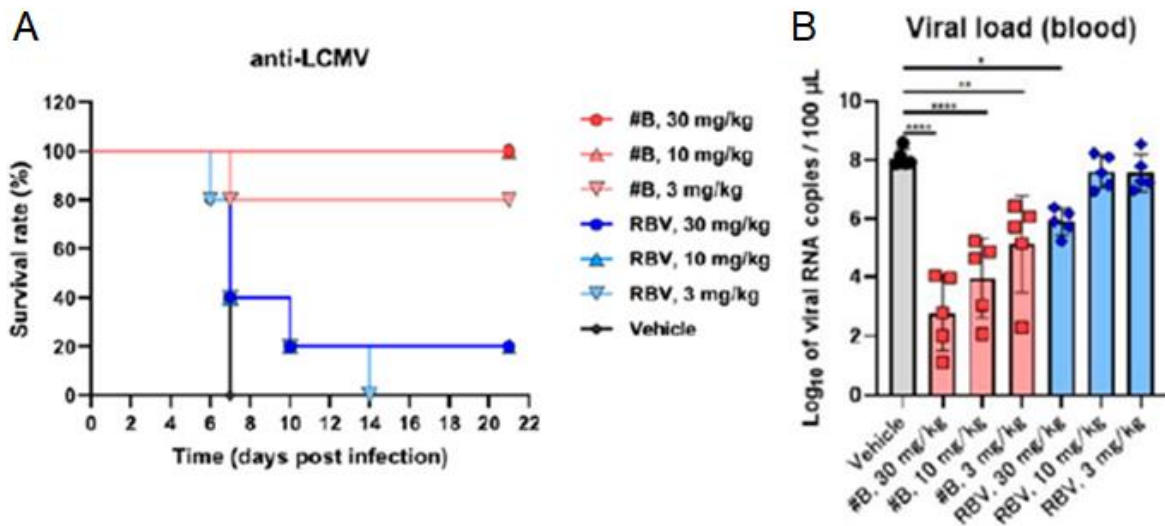 A
anti-LCMV
120
100
80
60
40
20
0
Survival rate (%)
0 2 4 6 8 10 12 14 16 18 20 22
Time (days post infection)
#B, 30 mg/kg
#B, 10 mg/kg
#B, 3 mg/kg
RBV, 30 mg/kg
RBV, 10 mg/kg
RBV, 3 mg/kg
Vehicle
B
Viral load (blood)
*
**
****
****
10
8
6
4
2
0
Log10 of viral RNA copies / 100 µL
Vehicle
#B, 30 mg/kg
#B, 10 mg/kg
#B, 3 mg/kg
RBV, 30 mg/kg
RBV, 10 mg/kg
RBV, 3 mg/kg